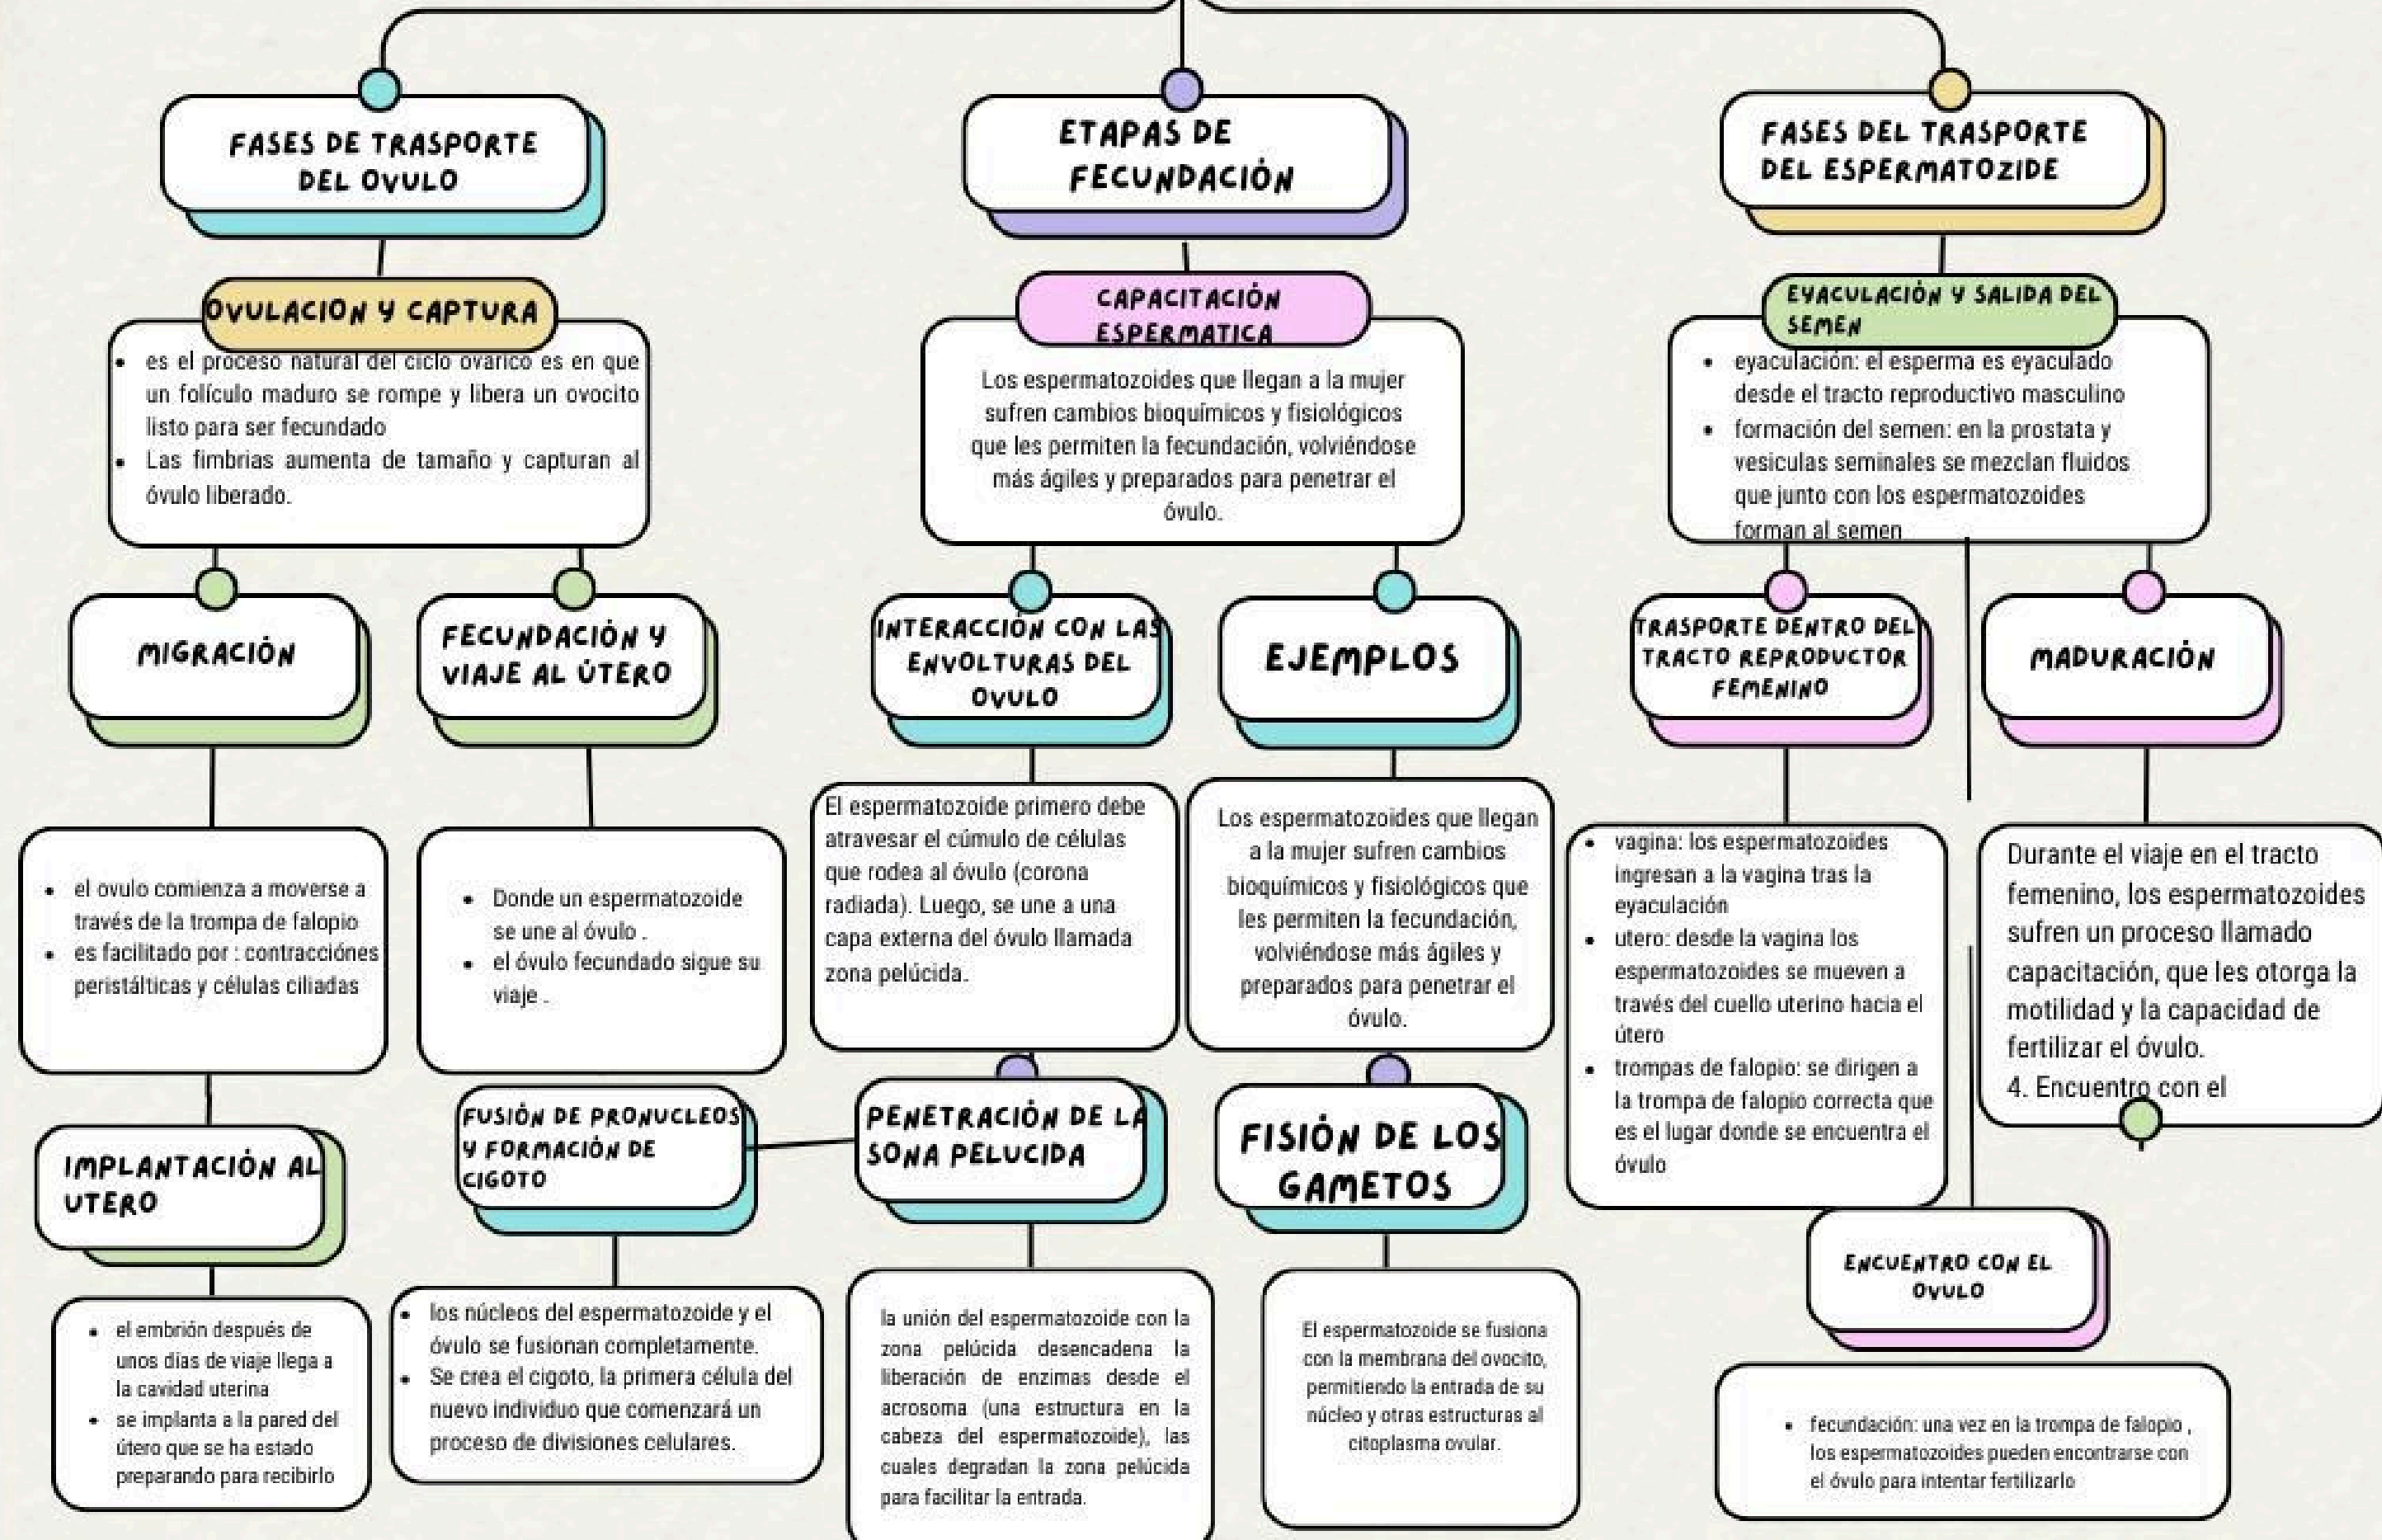 FASES DE TRASPORTE
DEL OVULO
OVULACION Y CAPTURA
es el proceso natural del ciclo ovárico es en que
un folículo maduro se rompe y libera un ovocito
listo para ser fecundado
Las fimbrias aumenta de tamaño y capturan al
óvulo liberado.
MIGRACIÓN
el ovulo comienza a moverse a
través de la trompa de falopio
es facilitado por : contracciónes
peristálticas y células ciliadas
IMPLANTACIÓN AL
UTERO
el embrión después de
unos días de viaje llega a
la cavidad uterina
se implanta a la pared del
útero que se ha estado
preparando para recibirlo
FECUNDACIÓN Y
VIAJE AL ÚTERO
Donde un espermatozoide
se une al óvulo .
el óvulo fecundado sigue su
viaje .
ETAPAS DE
FECUNDACIÓN
CAPACITACIÓN
ESPERMATICA
Los espermatozoides que llegan a la mujer
sufren cambios bioquímicos y fisiológicos
que les permiten la fecundación, volviéndose
más ágiles y preparados para penetrar el
óvulo.
INTERACCIÓN CON LAS
ENVOLTURAS DEL
OVULO
El espermatozoide primero debe
atravesar el cúmulo de células
que rodea al óvulo (corona
radiada). Luego, se une a una
capa externa del óvulo llamada
zona pelúcida.
PENETRACIÓN DE LA
SONA PELUCIDA
la unión del espermatozoide con la
zona pelúcida desencadena la
liberación de enzimas desde el
acrosoma (una estructura en la
cabeza del espermatozoide), las
cuales degradan la zona pelúcida
para facilitar la entrada.
FUSIÓN DE PRONUCLEOS
Y FORMACIÓN DE
CIGOTO
los núcleos del espermatozoide y el
óvulo se fusionan completamente.
Se crea el cigoto, la primera célula del
nuevo individuo que comenzará un
proceso de divisiones celulares.
EJEMPLOS
Los espermatozoides que llegan
a la mujer sufren cambios
bioquímicos y fisiológicos que
les permiten la fecundación,
volviéndose más ágiles y
preparados para penetrar el
óvulo.
FISIÓN DE LOS
GAMETOS
El espermatozoide se fusiona
con la membrana del ovocito,
permitiendo la entrada de su
núcleo y otras estructuras al
citoplasma ovular.
FASES DEL TRASPORTE
DEL ESPERMATOZIDE
EYACULACIÓN Y SALIDA DEL
SEMEN
eyaculación: el esperma es eyaculado
desde el tracto reproductivo masculino
formación del semen: en la prostata y
vesiculas seminales se mezclan fluidos
que junto con los espermatozoides
forman al semen
TRASPORTE DENTRO DEL
TRACTO REPRODUCTOR
FEMENINO
vagina: los espermatozoides
ingresan a la vagina tras la
eyaculación
utero: desde la vagina los
espermatozoides se mueven a
través del cuello uterino hacia el
útero
trompas de falopio: se dirigen a
la trompa de falopio correcta que
es el lugar donde se encuentra el
óvulo
MADURACIÓN
Durante el viaje en el tracto
femenino, los espermatozoides
sufren un proceso llamado
capacitación, que les otorga la
motilidad y la capacidad de
fertilizar el óvulo.
4. Encuentro con el
ENCUENTRO CON EL
OVULO
fecundación: una vez en la trompa de falopio ,
los espermatozoides pueden encontrarse con
el óvulo para intentar fertilizarlo